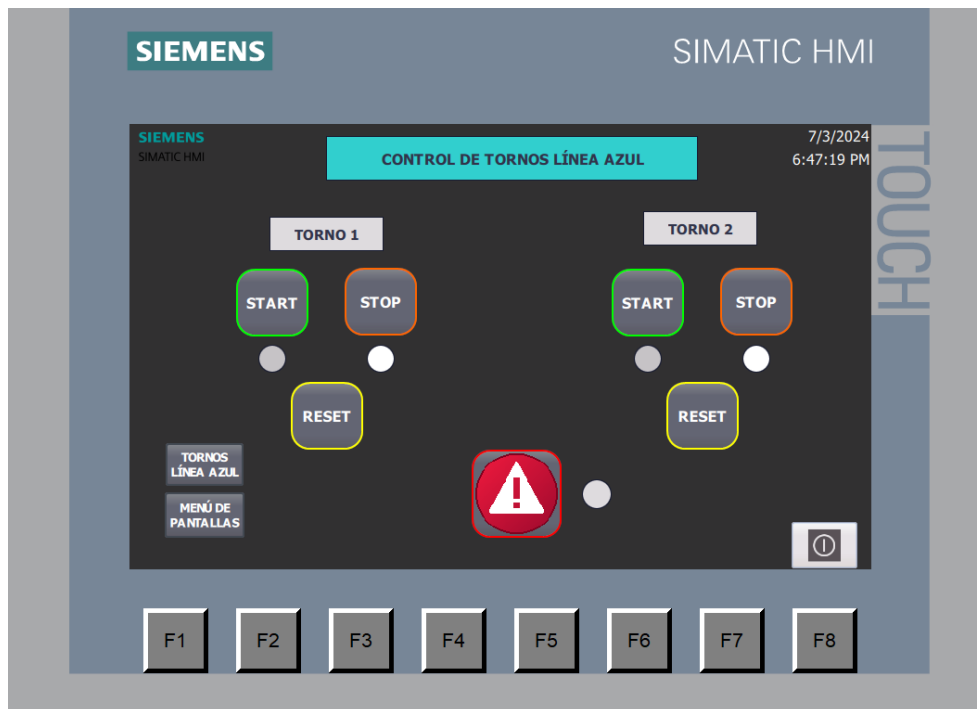 SIEMENS
SIMATIC HMI
SIEMENS
SIMATIC HMI
CONTROL DE TORNOS LÍNEA AZUL
7/3/2024
6:47:19 PM
TOUCH
TORNO 1
TORNO 2
START
STOP
START
STOP
RESET
RESET
TORNOS
LÍNEA AZUL
MENÚ DE
PANTALLAS
F1
F2
F3
F4
F5
F6
F7
F8